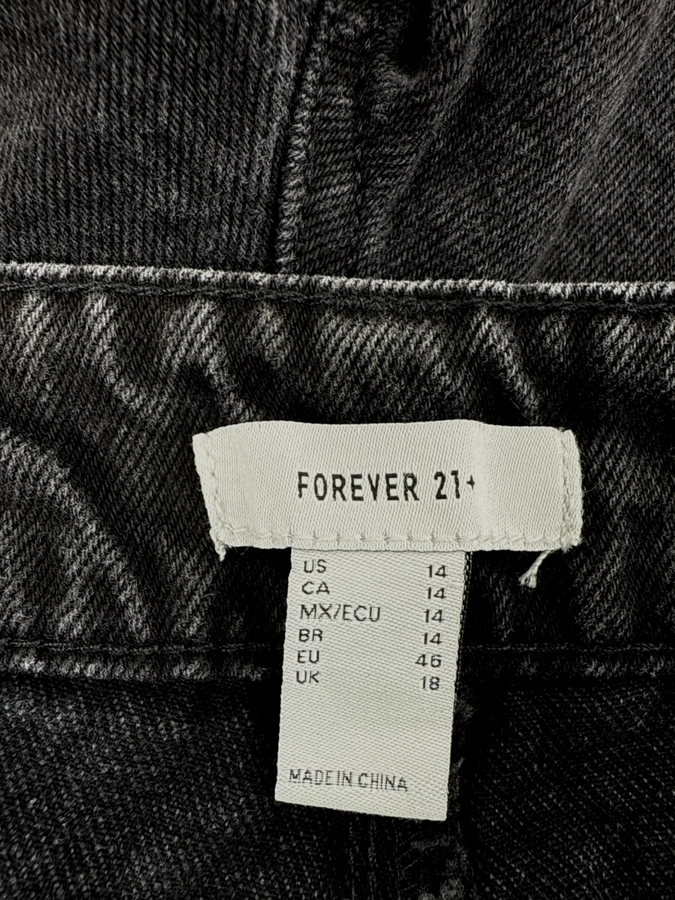 FOREVER 21+
US 14
CA 14
MX/ECU 14
BR 14
EU 46
UK 18
MADE IN CHINA